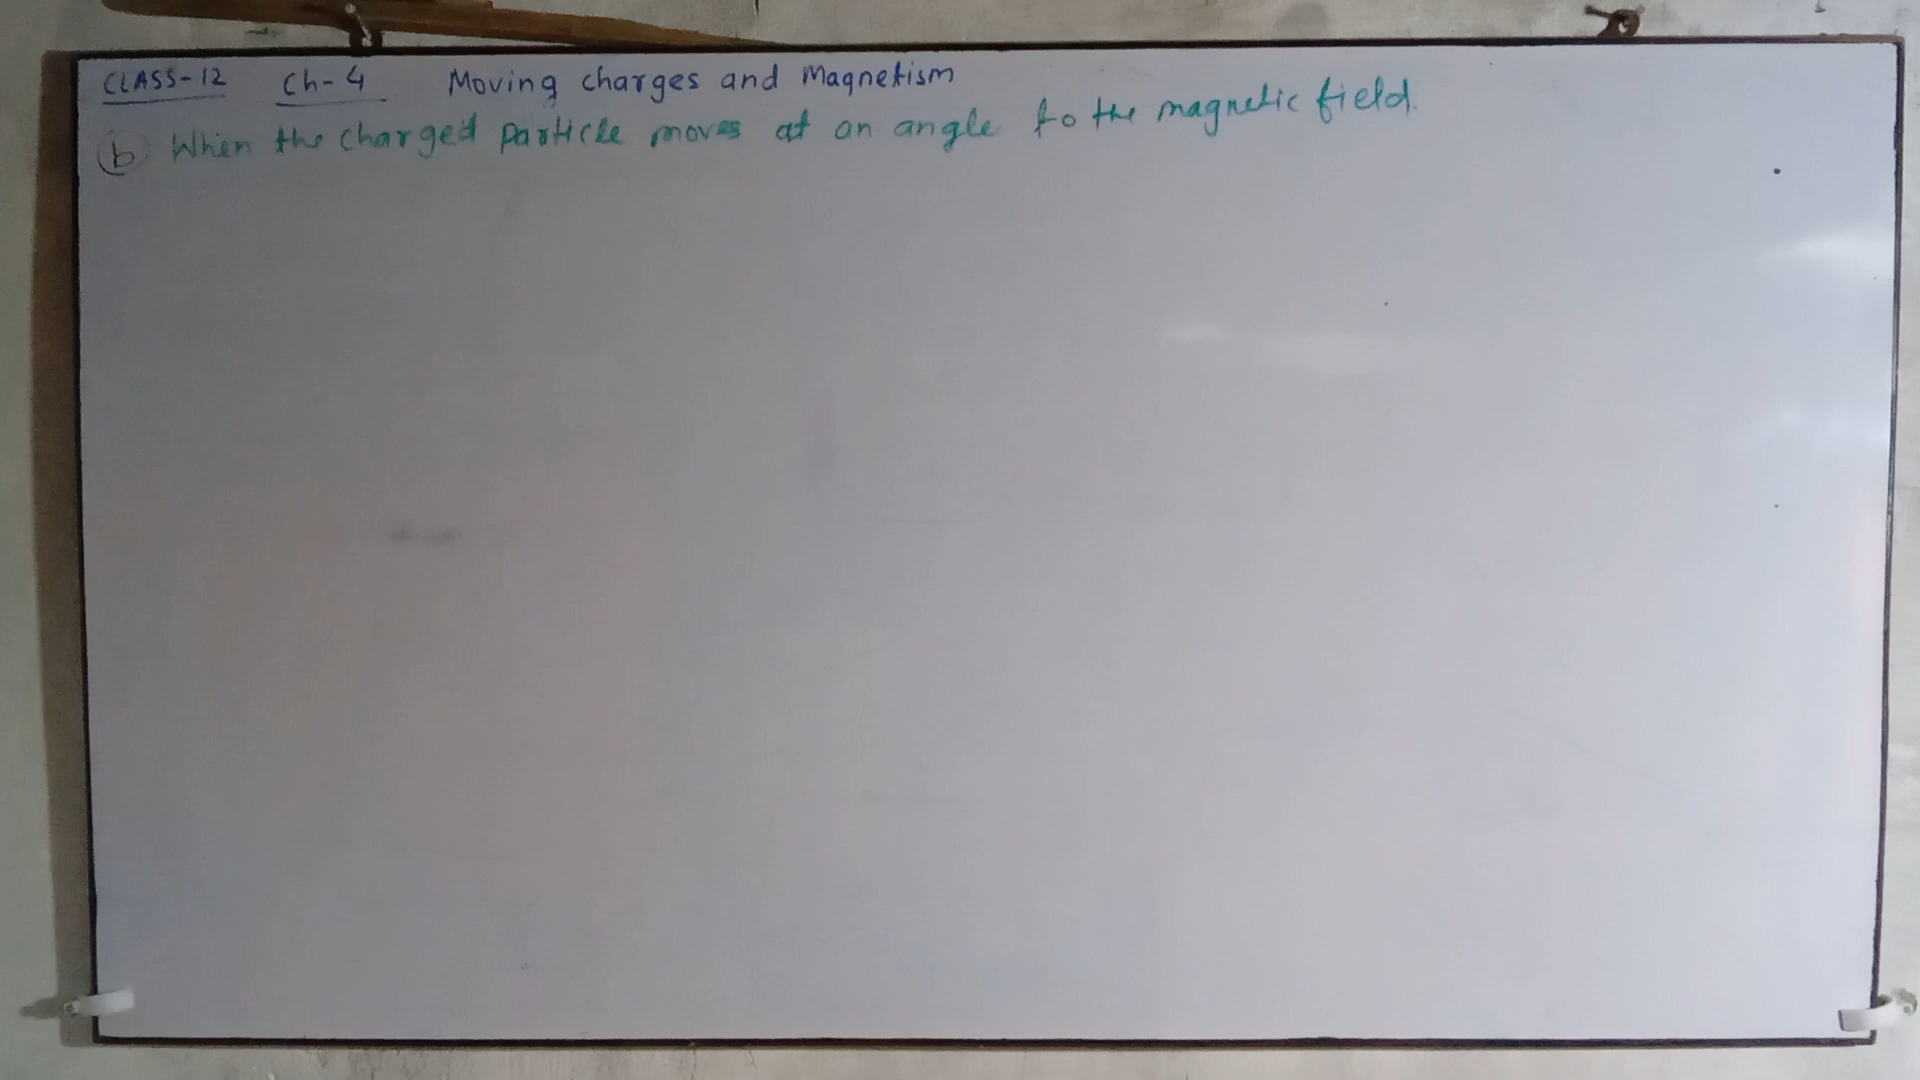 CLASS-12 Ch-4 Moving charges and Magnetism
(b) When the charged particle moves at an angle to the magnetic field.